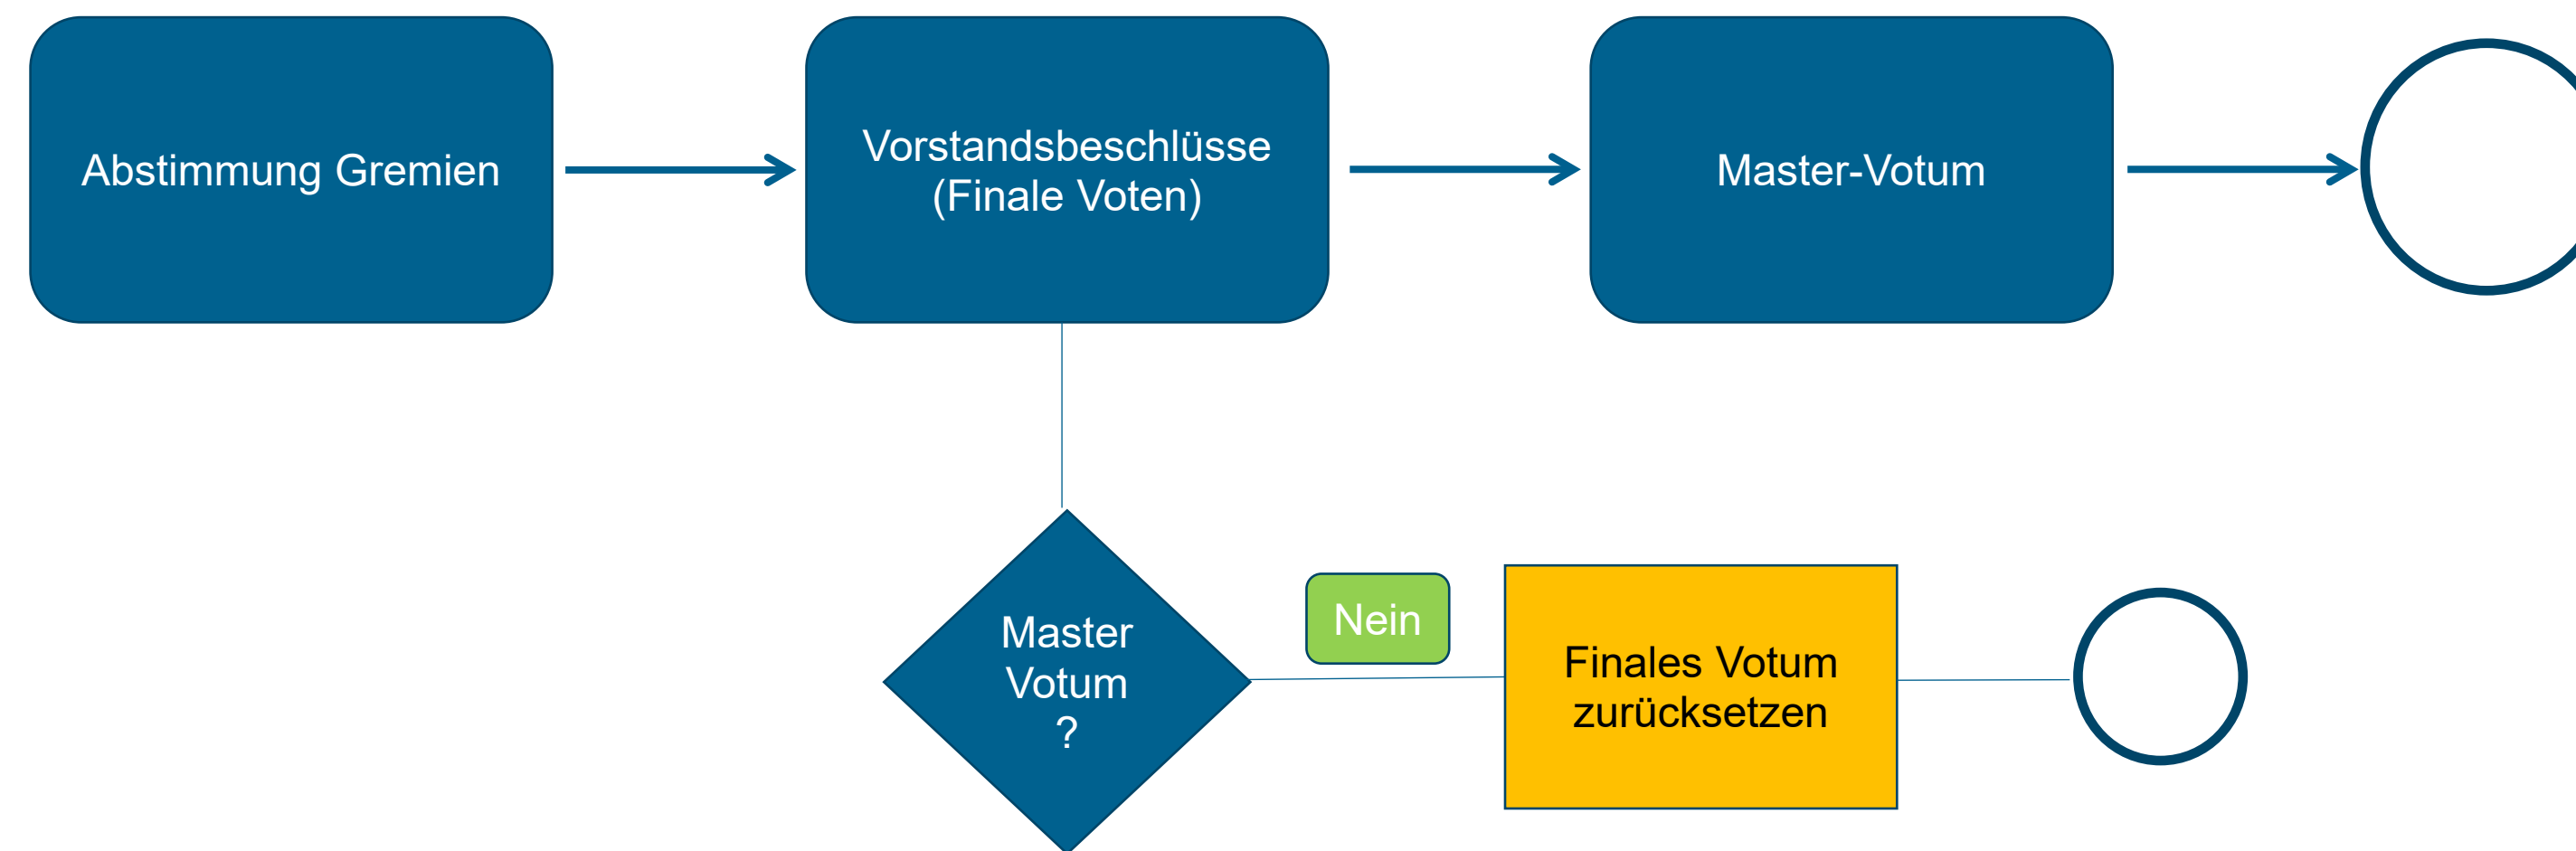 Abstimmung Gremien
Vorstandsbeschlüsse
(Finale Voten)
Master-Votum
Master
Votum
?
Nein
Finales Votum
zurücksetzen